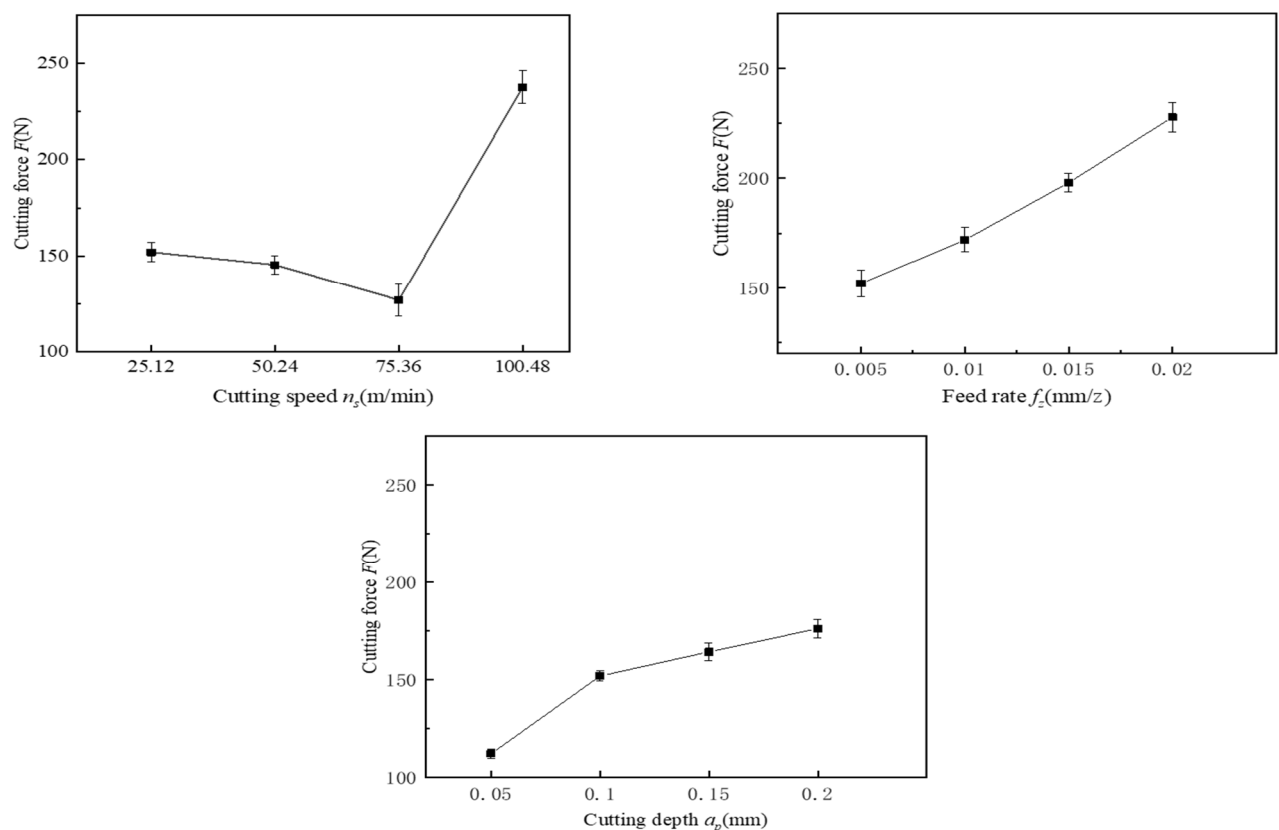 Cutting force F(N)
250
200
150
100
25.12 50.24 75.36 100.48
Cutting speed nₛ(m/min)
Cutting force F(N)
250
200
150
0.005 0.01 0.015 0.02
Feed rate f_z(mm/z)
Cutting force F(N)
250
200
150
100
0.05 0.1 0.15 0.2
Cutting depth aₚ(mm)